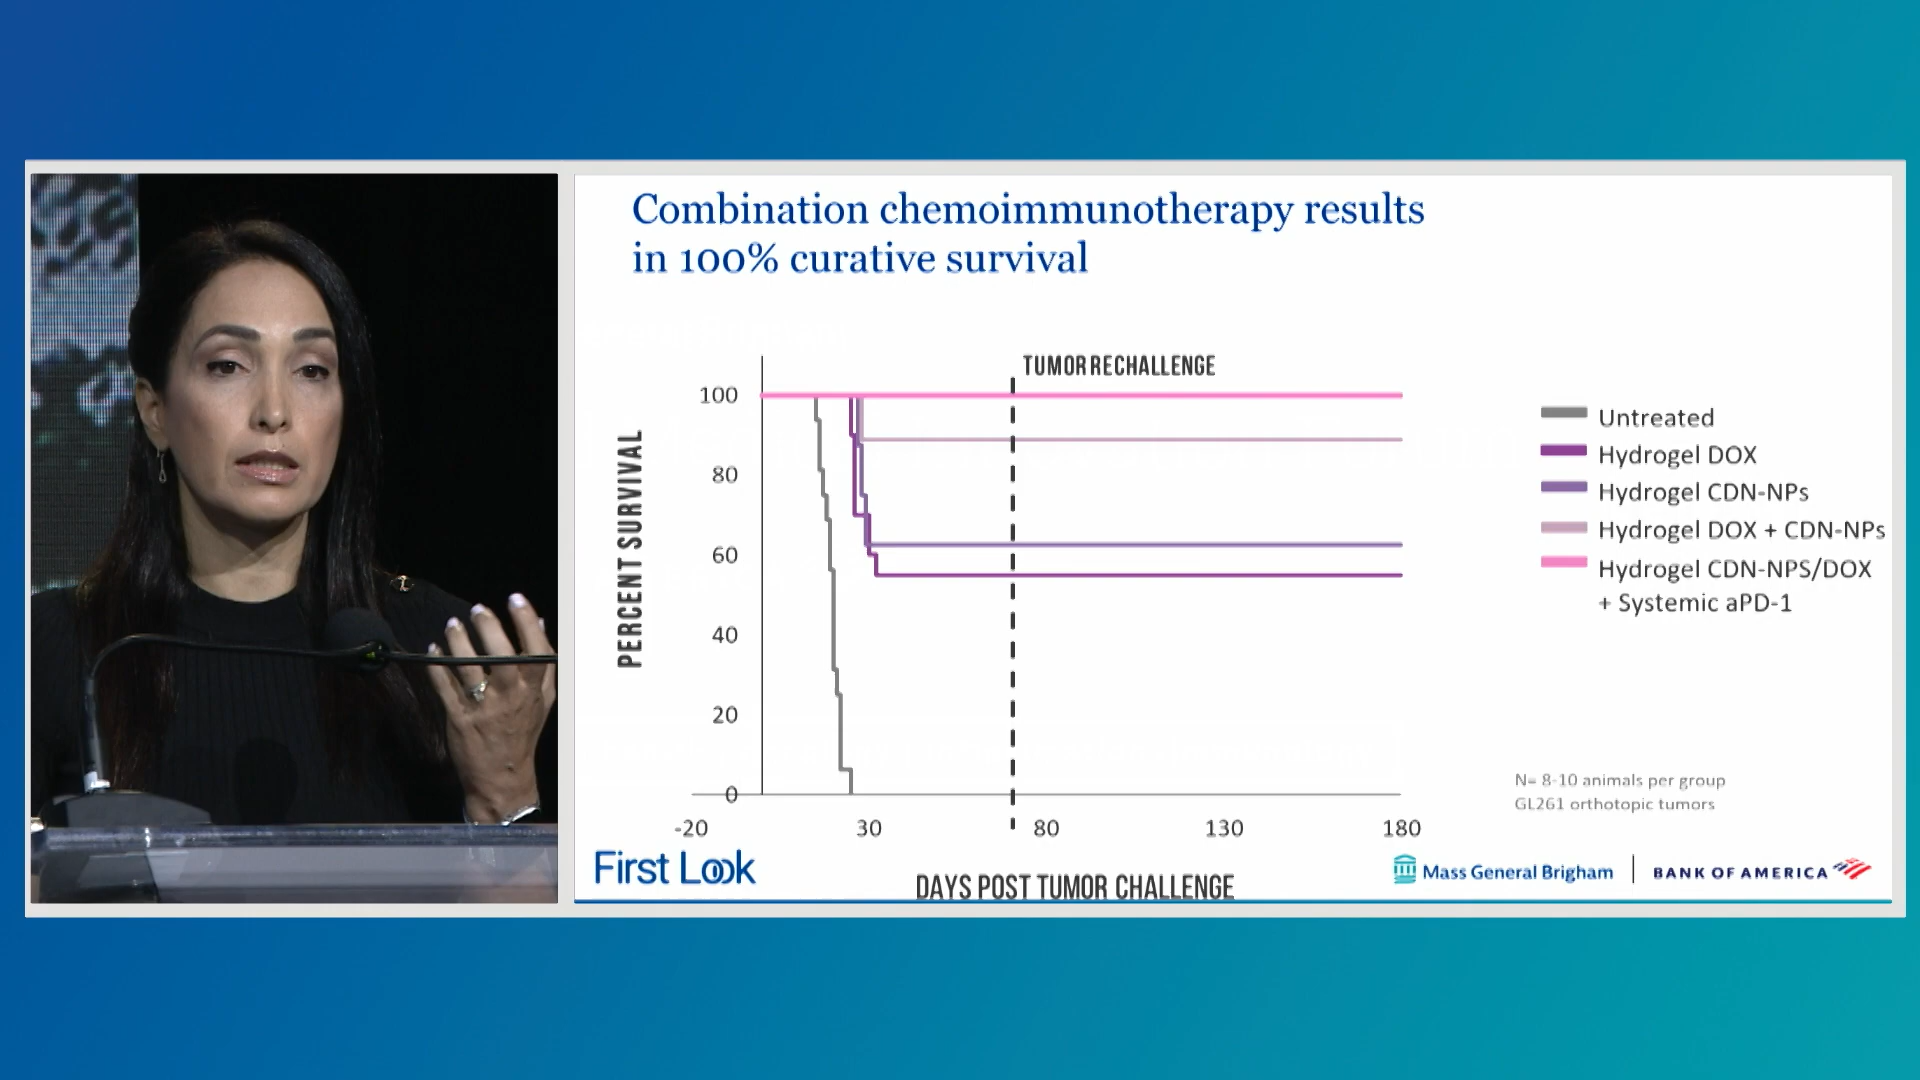 Combination chemoimmunotherapy results
in 100% curative survival
TUMOR RECHALLENGE
PERCENT SURVIVAL
100
80
60
40
20
0
-20
30
80
130
180
DAYS POST TUMOR CHALLENGE
Untreated
Hydrogel DOX
Hydrogel CDN-NPs
Hydrogel DOX + CDN-NPs
Hydrogel CDN-NPS/DOX
+ Systemic aPD-1
N= 8-10 animals per group
GL261 orthotopic tumors
First Look
Mass General Brigham
BANK OF AMERICA